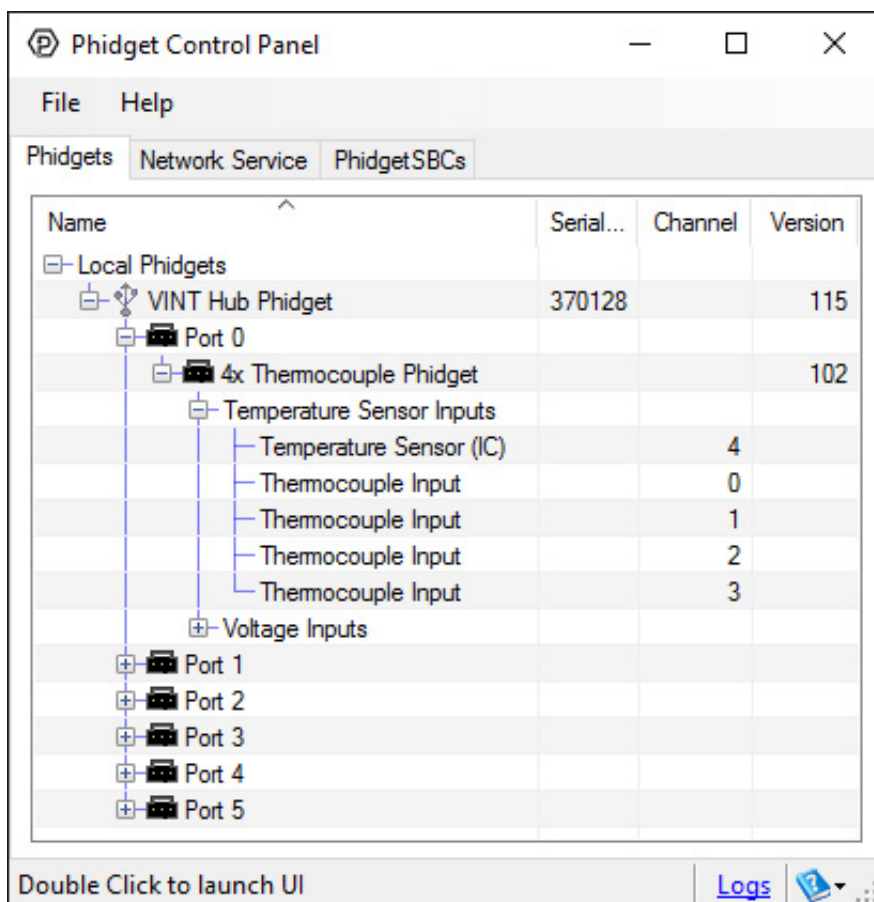 Phidget Control Panel
File Help
Phidgets Network Service PhidgetSBCs
Name Serial... Channel Version
Local Phidgets
VINT Hub Phidget 370128 115
Port 0
4x Thermocouple Phidget 102
Temperature Sensor Inputs
Temperature Sensor (IC) 4
Thermocouple Input 0
Thermocouple Input 1
Thermocouple Input 2
Thermocouple Input 3
Voltage Inputs
Port 1
Port 2
Port 3
Port 4
Port 5
Double Click to launch UI Logs